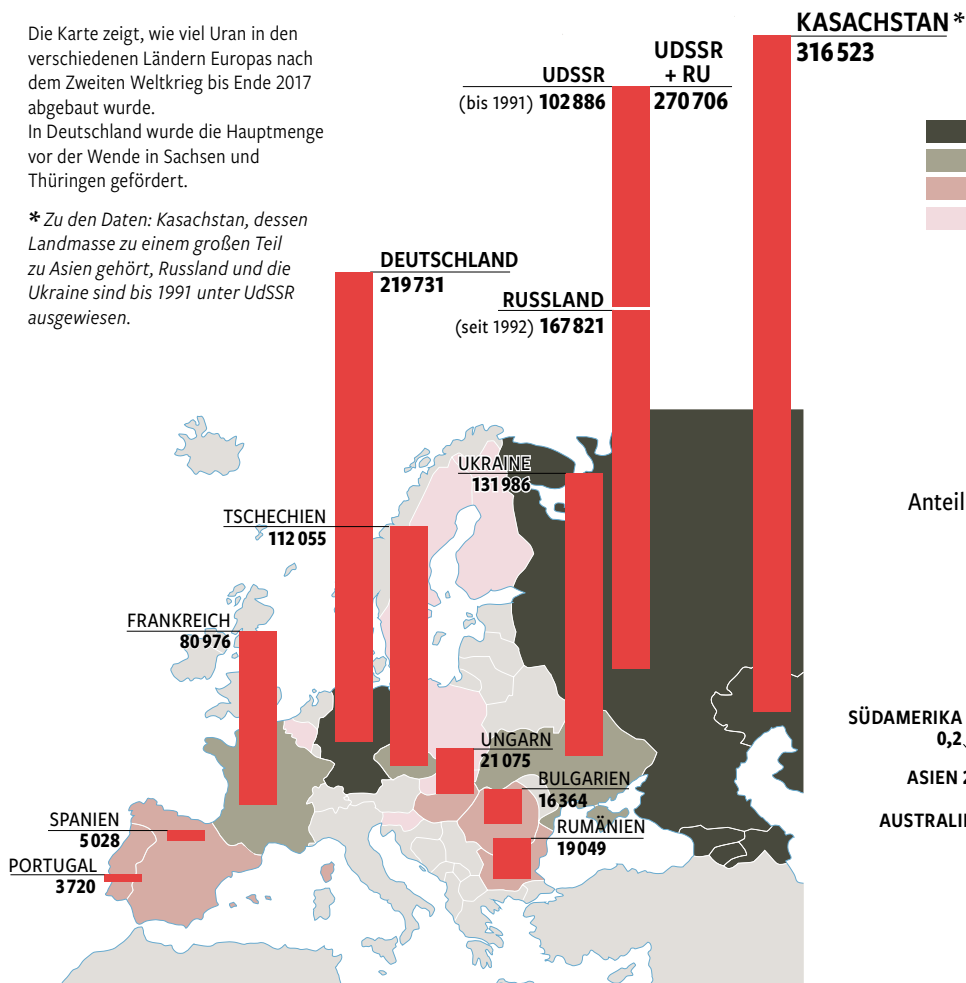 Die Karte zeigt, wie viel Uran in den
verschiedenen Ländern Europas nach
dem Zweiten Weltkrieg bis Ende 2017
abgebaut wurde.
In Deutschland wurde die Hauptmenge
vor der Wende in Sachsen und
Thüringen gefördert.
* Zu den Daten: Kasachstan, dessen
Landmasse zu einem großen Teil
zu Asien gehört, Russland und die
Ukraine sind bis 1991 unter UdSSR
ausgewiesen.
KASACHSTAN*
316 523
UDSSR
+ RU
270 706
UDSSR
(bis 1991) 102 886
DEUTSCHLAND
219 731
RUSSLAND
(seit 1992) 167 821
UKRAINE
131 986
TSCHECHIEN
112 055
FRANKREICH
80 976
UNGARN
21 075
BULGARIEN
16 364
RUMÄNIEN
19 049
SPANIEN
5 028
PORTUGAL
3 720
Anteil
SÜDAMERIKA
0,2
ASIEN 2